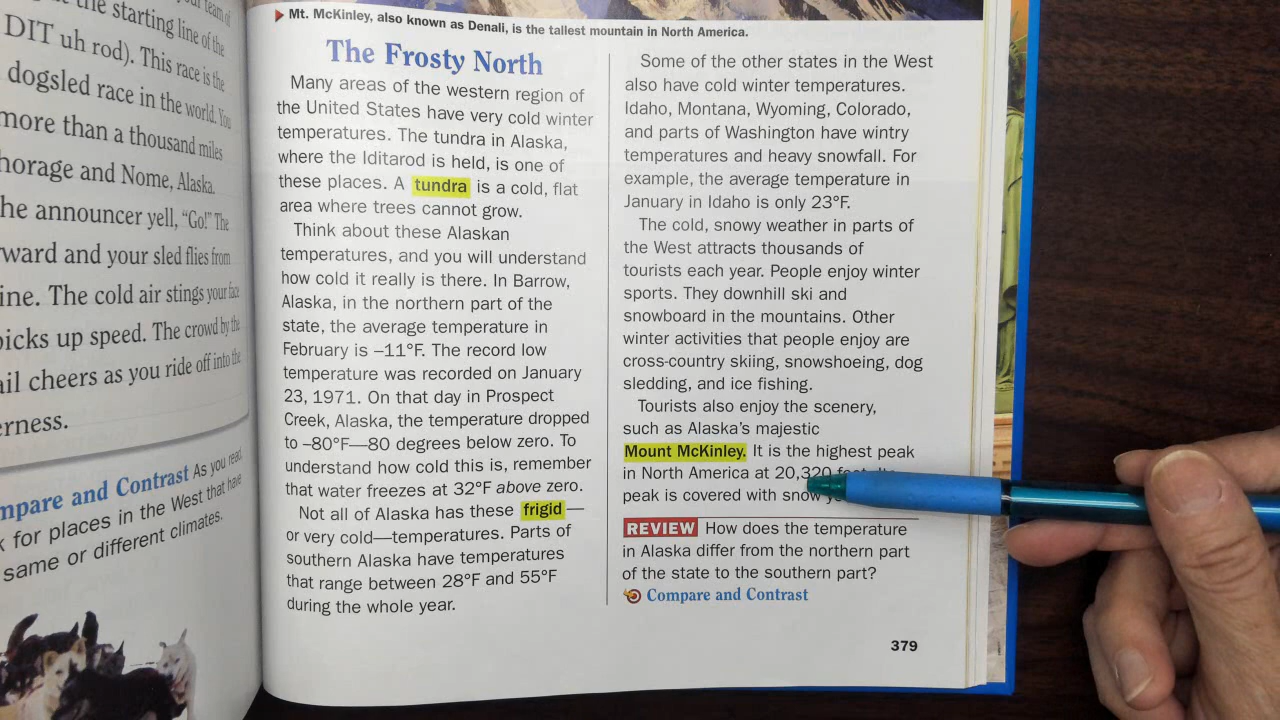 the starting line of the
DIT uh rod). This race is the
dogsled race in the world. You
more than a thousand miles
and Nome, Alaska.
the announcer yell, “Go!” The
and your sled flies from
The cold air stings your face
picks up speed. The crowd by the
cheers as you ride off into the
Compare and Contrast As you read,
for places in the West that have
same or different climates.
Mt. McKinley, also known as Denali, is the tallest mountain in North America.
The Frosty North
Many areas of the western region of
the United States have very cold winter
temperatures. The tundra in Alaska,
where the Iditarod is held, is one of
these places. A tundra is a cold, flat
area where trees cannot grow.
Think about these Alaskan
temperatures, and you will understand
how cold it really is there. In Barrow,
Alaska, in the northern part of the
state, the average temperature in
February is –11°F. The record low
temperature was recorded on January
23, 1971. On that day in Prospect
Creek, Alaska, the temperature dropped
to –80°F—80 degrees below zero. To
understand how cold this is, remember
that water freezes at 32°F above zero.
Not all of Alaska has these frigid—
or very cold—temperatures. Parts of
southern Alaska have temperatures
that range between 28°F and 55°F
during the whole year.
Some of the other states in the West
also have cold winter temperatures.
Idaho, Montana, Wyoming, Colorado,
and parts of Washington have wintry
temperatures and heavy snowfall. For
example, the average temperature in
January in Idaho is only 23°F.
The cold, snowy weather in parts of
the West attracts thousands of
tourists each year. People enjoy winter
sports. They downhill ski and
snowboard in the mountains. Other
winter activities that people enjoy are
cross-country skiing, snowshoeing, dog
sledding, and ice fishing.
Tourists also enjoy the scenery,
such as Alaska’s majestic
Mount McKinley. It is the highest peak
in North America at 20,320 feet. Its
peak is covered with snow
REVIEW How does the temperature
in Alaska differ from the northern part
of the state to the southern part?
Compare and Contrast
379